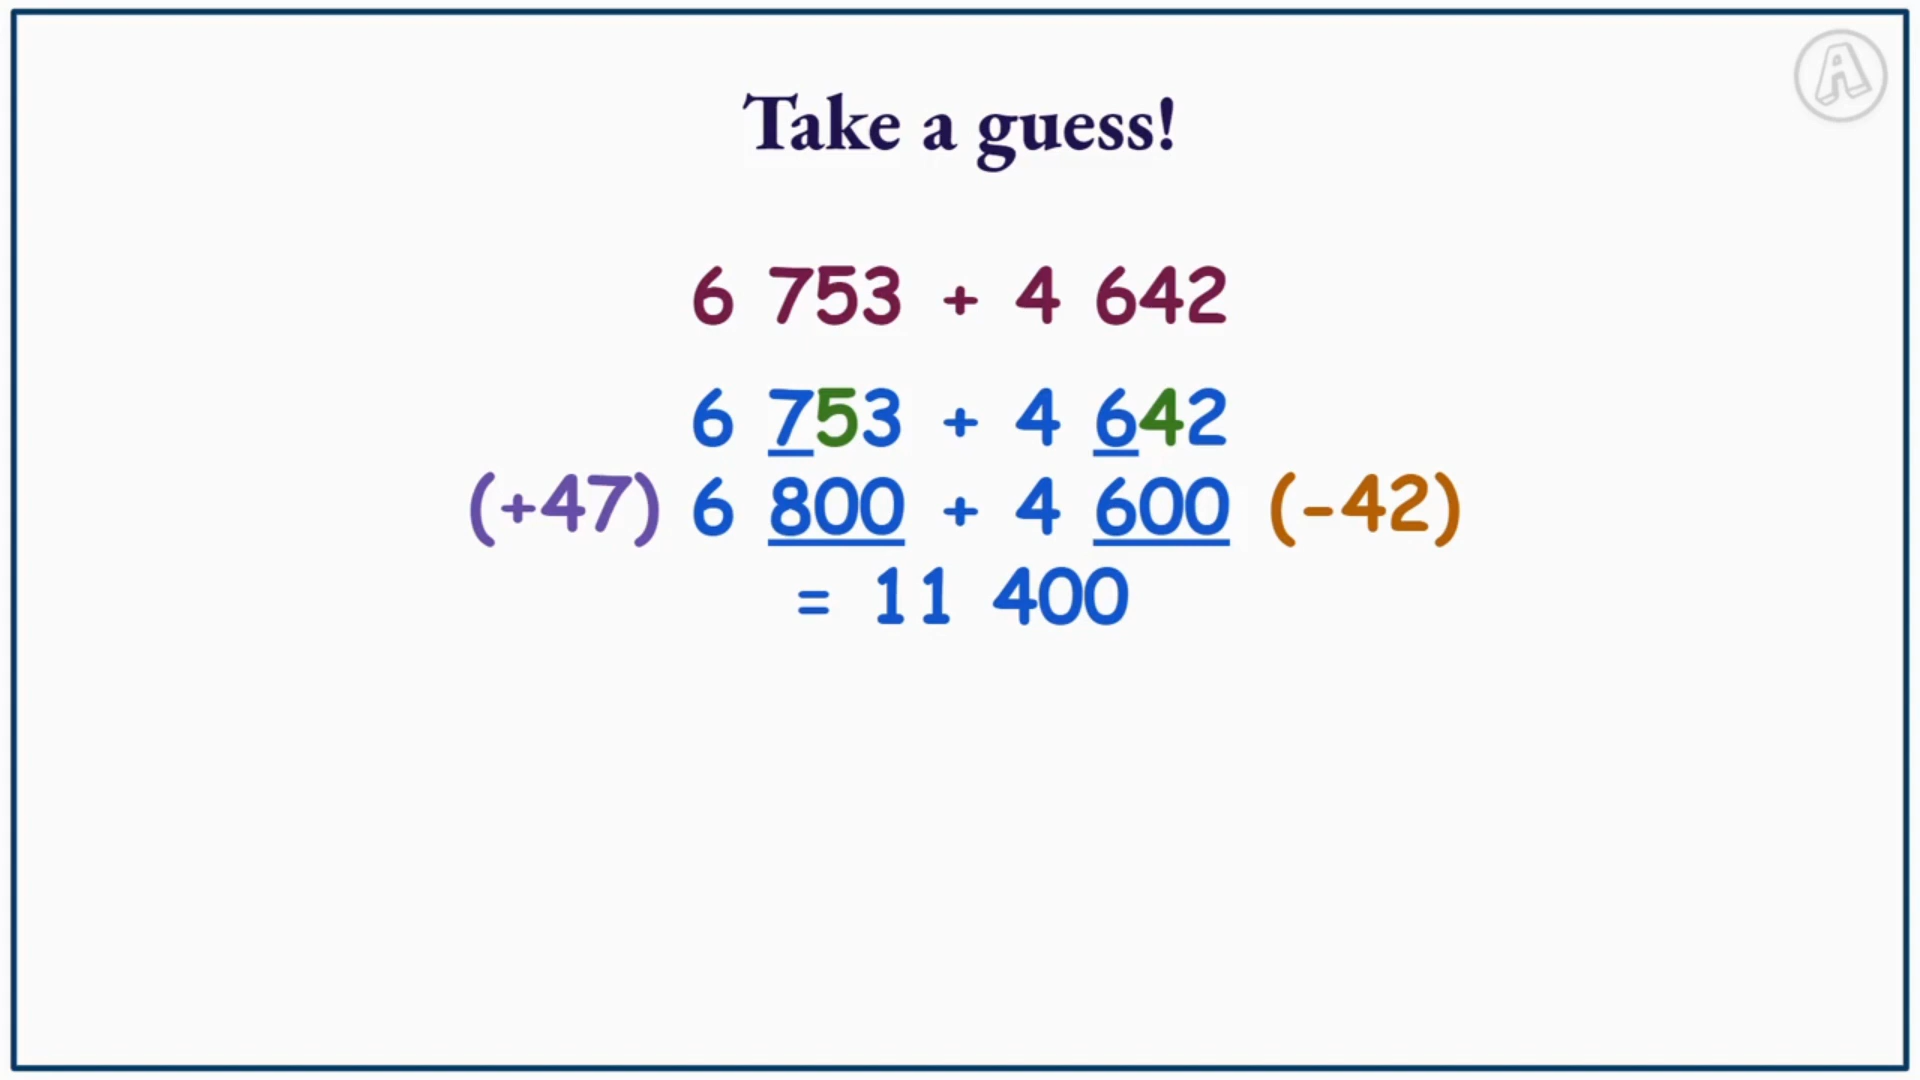 Take a guess!
6 753 + 4 642
6 753 + 4 642
(+47) 6 800 + 4 600 (-42)
= 11 400
A